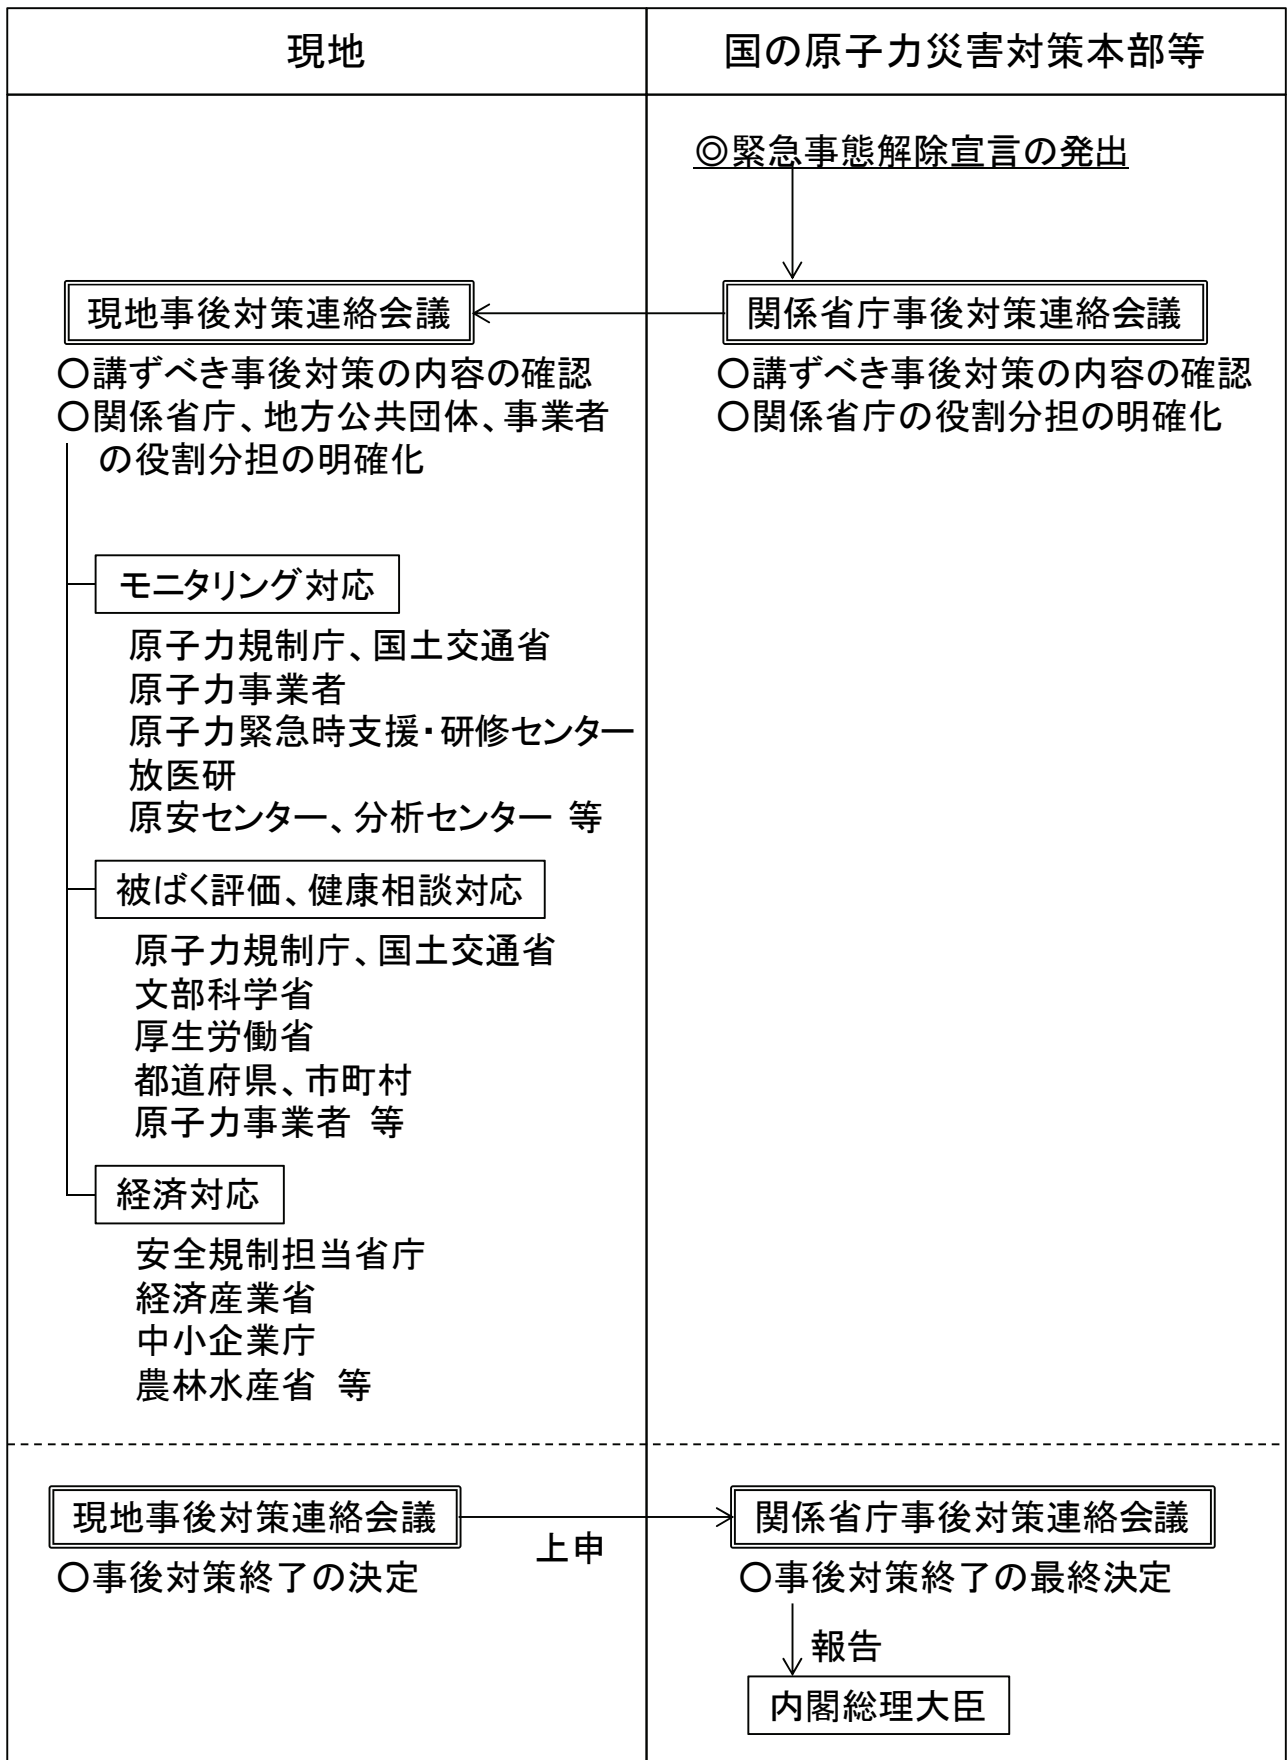 現地
国の原子力災害対策本部等
◎緊急事態解除宣言の発出
現地事後対策連絡会議
関係省庁事後対策連絡会議
○講ずべき事後対策の内容の確認
○関係省庁、地方公共団体、事業者
の役割分担の明確化
○講ずべき事後対策の内容の確認
○関係省庁の役割分担の明確化
モニタリング対応
原子力規制庁、国土交通省
原子力事業者
原子力緊急時支援・研修センター
放医研
原安センター、分析センター 等
被ばく評価、健康相談対応
原子力規制庁、国土交通省
文部科学省
厚生労働省
都道府県、市町村
原子力事業者 等
経済対応
安全規制担当省庁
経済産業省
中小企業庁
農林水産省 等
現地事後対策連絡会議
上申
関係省庁事後対策連絡会議
○事後対策終了の決定
○事後対策終了の最終決定
報告
内閣総理大臣